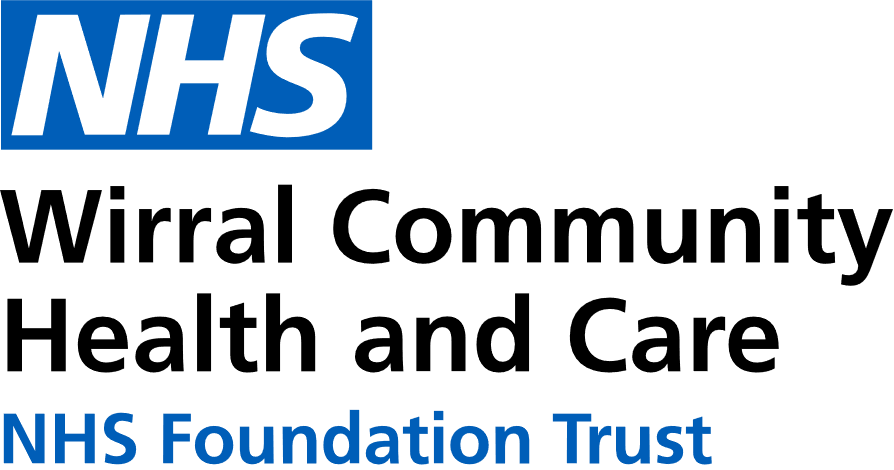 NHS
Wirral Community
Health and Care
NHS Foundation Trust